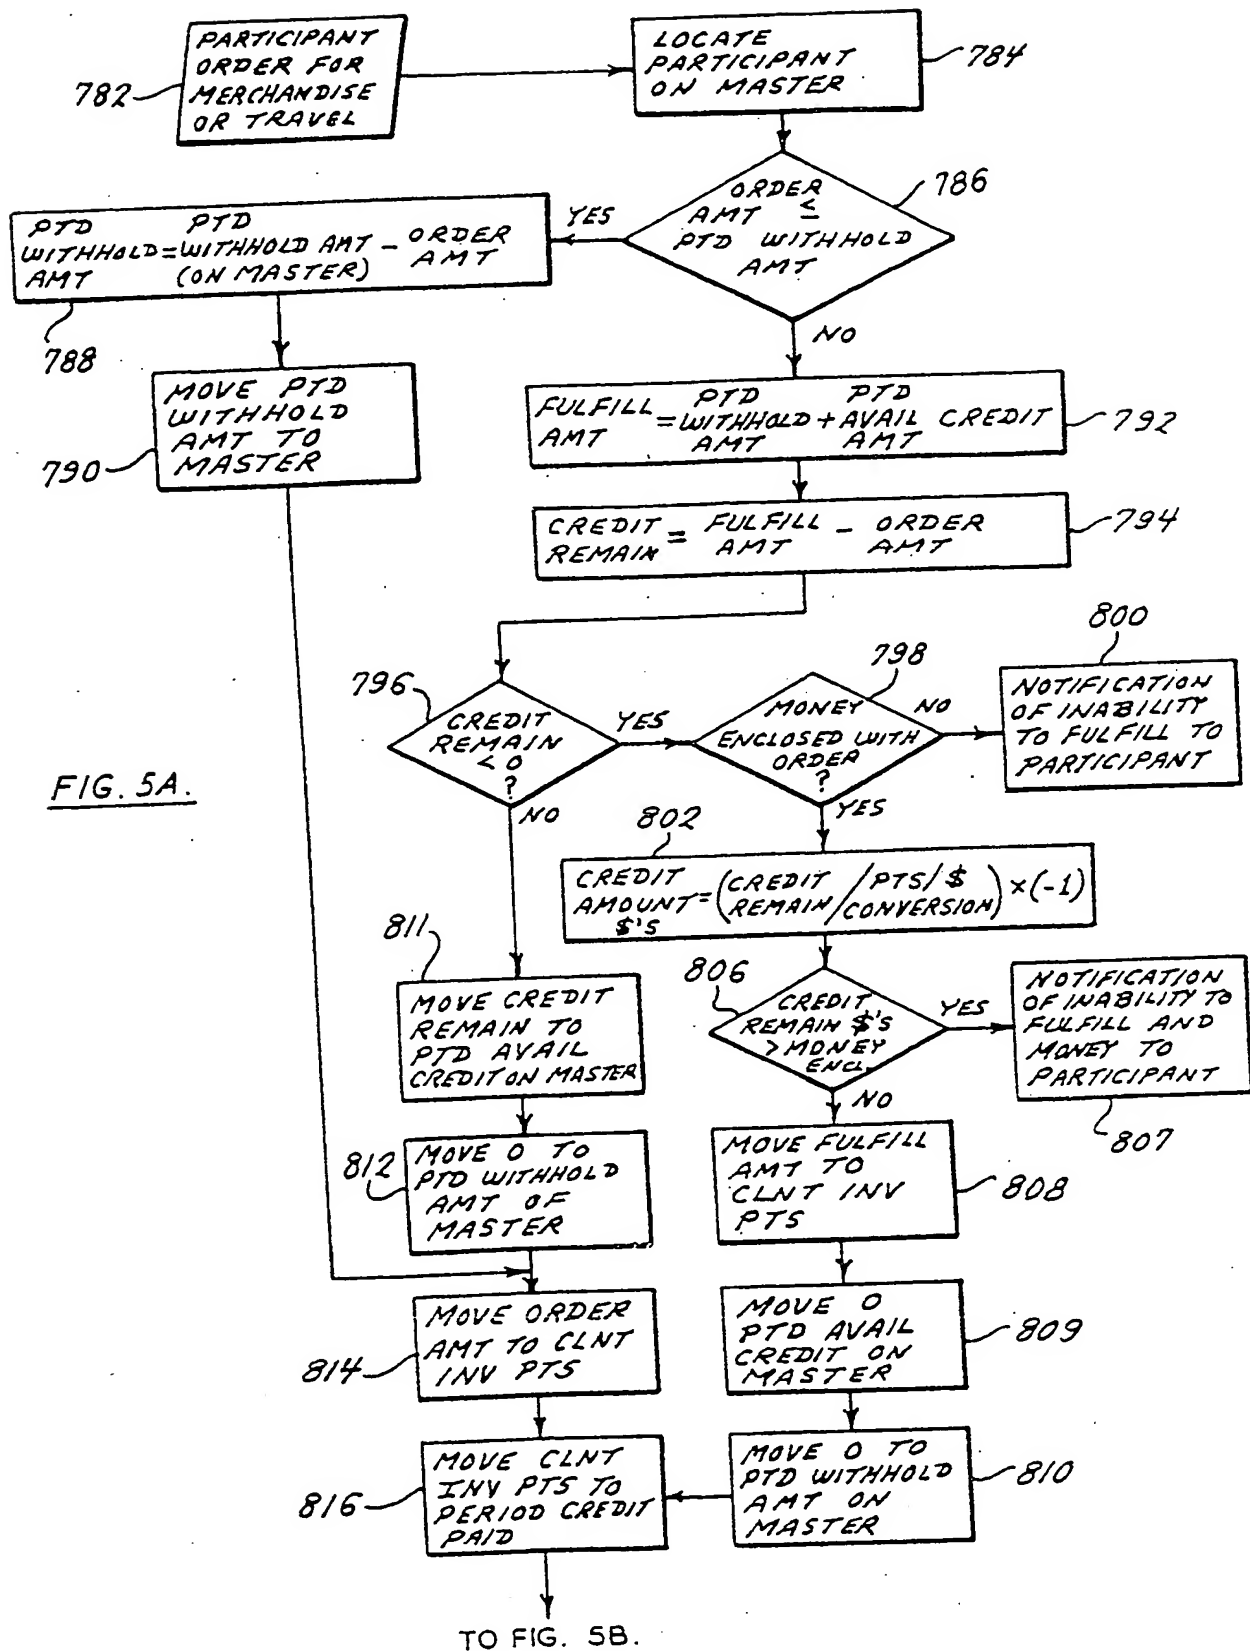 PARTICIPANT
ORDER FOR
MERCHANDISE
OR TRAVEL
782
LOCATE
PARTICIPANT
ON MASTER
784
ORDER
AMT ≤
PTD WITHHOLD
AMT
786
YES
NO
PTD PTD
WITHHOLD = WITHHOLD AMT - ORDER
AMT (ON MASTER) AMT
788
MOVE PTD
WITHHOLD
AMT TO
MASTER
790
PTD PTD
FULFILL = WITHHOLD + AVAIL CREDIT
AMT AMT AMT
792
CREDIT = FULFILL - ORDER
REMAIN AMT AMT
794
796
CREDIT
REMAIN
< 0
?
YES
NO
798
MONEY
ENCLOSED WITH
ORDER
?
NO
YES
800
NOTIFICATION
OF INABILITY
TO FULFILL TO
PARTICIPANT
FIG. 5A.
802
CREDIT
AMOUNT = (CREDIT REMAIN / PTS/$ CONVERSION) × (-1)
$'S
811
MOVE CREDIT
REMAIN TO
PTD AVAIL
CREDIT ON MASTER
806
CREDIT
REMAIN $'S
> MONEY
ENCL.
YES
NO
NOTIFICATION
OF INABILITY TO
FULFILL AND
MONEY TO
PARTICIPANT
807
812
MOVE 0 TO
PTD WITHHOLD
AMT OF
MASTER
MOVE FULFILL
AMT TO
CLNT INV
PTS
808
814
MOVE ORDER
AMT TO CLNT
INV PTS
MOVE 0
PTD AVAIL
CREDIT ON
MASTER
809
816
MOVE CLNT
INV PTS TO
PERIOD CREDIT
PAID
MOVE 0 TO
PTD WITHHOLD
AMT ON
MASTER
810
TO FIG. 5B.